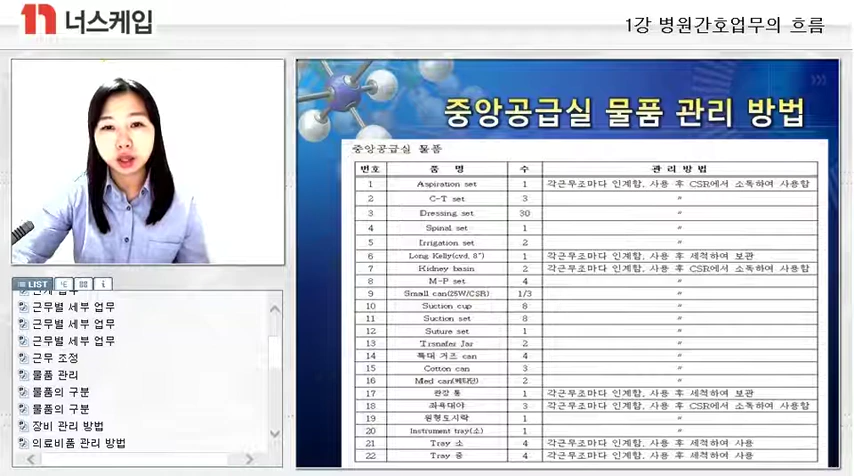 너스케입
1강 병원간호업무의 흐름
중앙공급실 물품 관리 방법
중앙공급실 물품
번호 품 명 수 관 리 방 법
1 Aspiration set 1 각근무조마다 인계함, 사용 후 CSR에서 소독하여 사용함
2 C-T set 3 〃
3 Dressing set 30 〃
4 Spinal set 1 〃
5 Irrigation set 2 〃
6 Long Kelly(cvd, 8") 1 각근무조마다 인계함, 사용 후 세척하여 보관
7 Kidney basin 2 각근무조마다 인계함, 사용 후 CSR에서 소독하여 사용함
8 M-P set 4 〃
9 Small can(25W/CSR) 1/3 〃
10 Suction cup 8 〃
11 Suction set 8 〃
12 Suture set 1 〃
13 Trsnsfer Jar 2 〃
14 특대 거즈 can 4 〃
15 Cotton can 3 〃
16 Med can(베타딘) 2 〃
17 관장 통 1 각근무조마다 인계함, 사용 후 세척하여 보관
18 좌욕대야 3 각근무조마다 인계함, 사용 후 CSR에서 소독하여 사용함
19 원형도시락 1 〃
20 Instrument tray(소) 1 〃
21 Tray 소 4 각근무조마다 인계함, 사용 후 세척하여 사용
22 Tray 중 4 각근무조마다 인계함, 사용 후 세척하여 사용
LIST
근무별 세부 업무
근무별 세부 업무
근무별 세부 업무
근무 조정
물품 관리
물품의 구분
물품의 구분
장비 관리 방법
의료비품 관리 방법